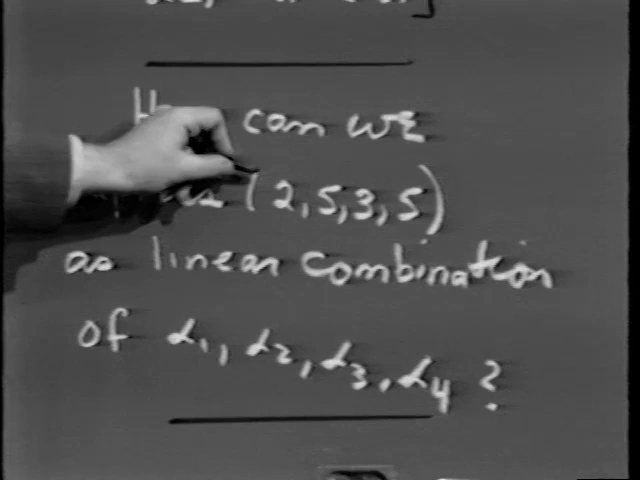 can we
(2,5,3,5)
as linear combination
of α₁, α₂, α₃, α₄ ?